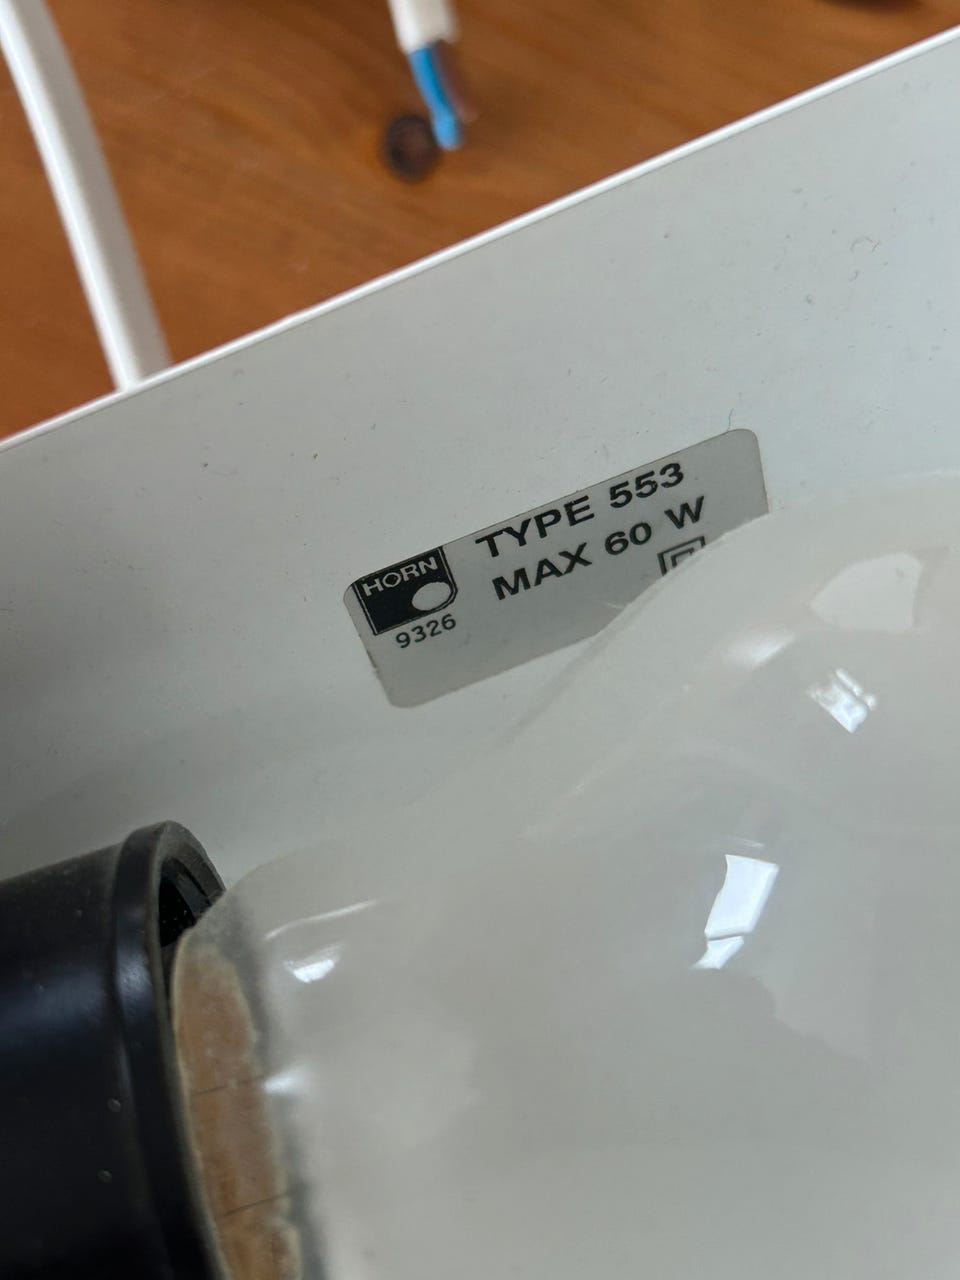 HORN
9326
TYPE 553
MAX 60 W